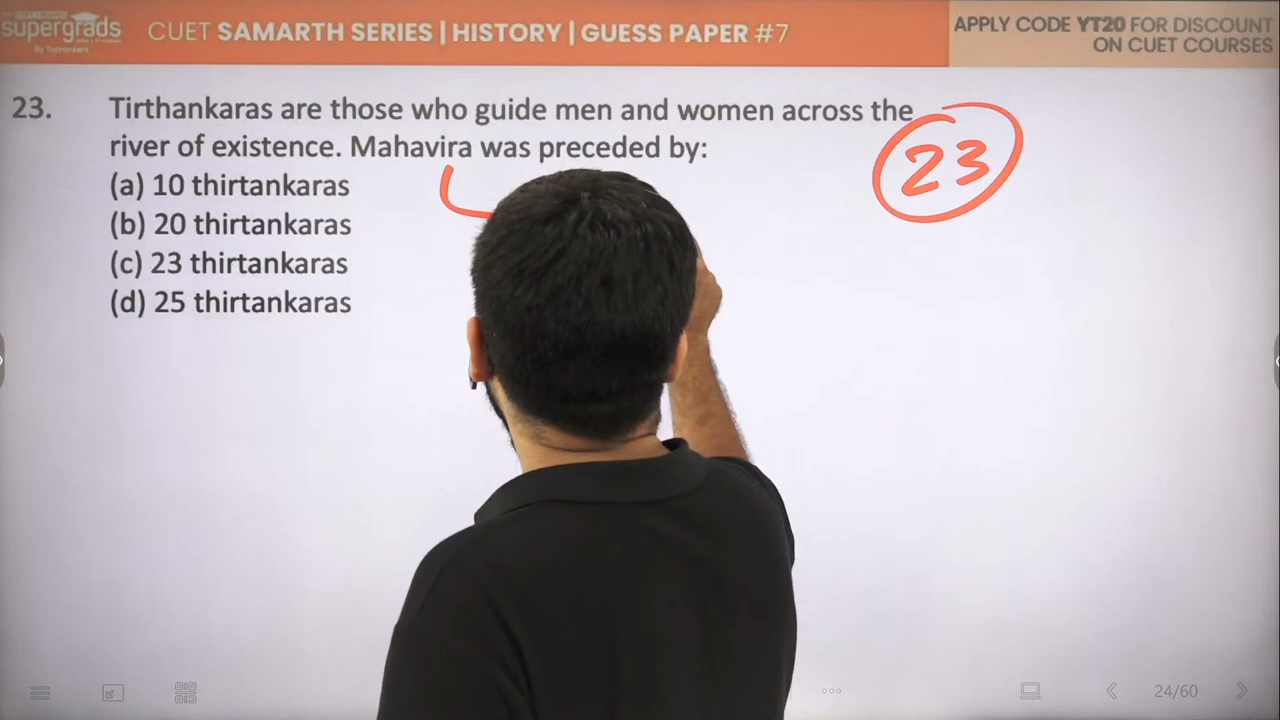 supergrads
By Toprankers
CUET SAMARTH SERIES | HISTORY | GUESS PAPER #7
APPLY CODE YT20 FOR DISCOUNT
ON CUET COURSES
23. Tirthankaras are those who guide men and women across the
river of existence. Mahavira was preceded by:
23
(a) 10 thirtankaras
(b) 20 thirtankaras
(c) 23 thirtankaras
(d) 25 thirtankaras
24/60